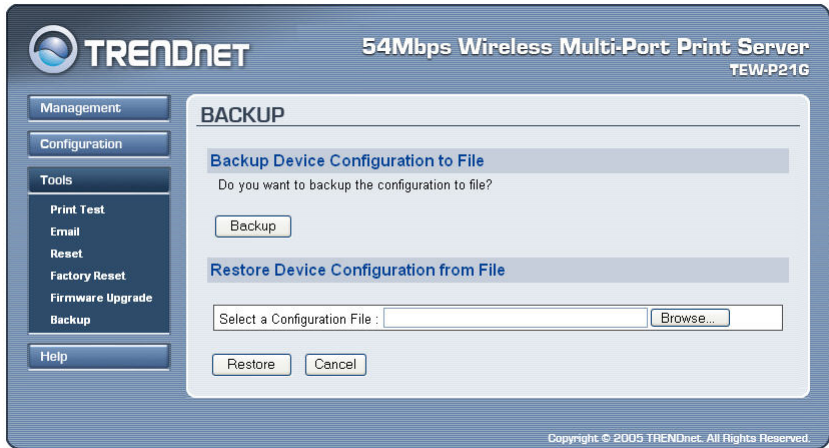 TRENDnet
54Mbps Wireless Multi-Port Print Server
TEW-P21G
Management
Configuration
Tools
Print Test
Email
Reset
Factory Reset
Firmware Upgrade
Backup
Help
BACKUP
Backup Device Configuration to File
Do you want to backup the configuration to file?
Backup
Restore Device Configuration from File
Select a Configuration File :
Browse...
Restore
Cancel
Copyright © 2005 TRENDnet. All Rights Reserved.